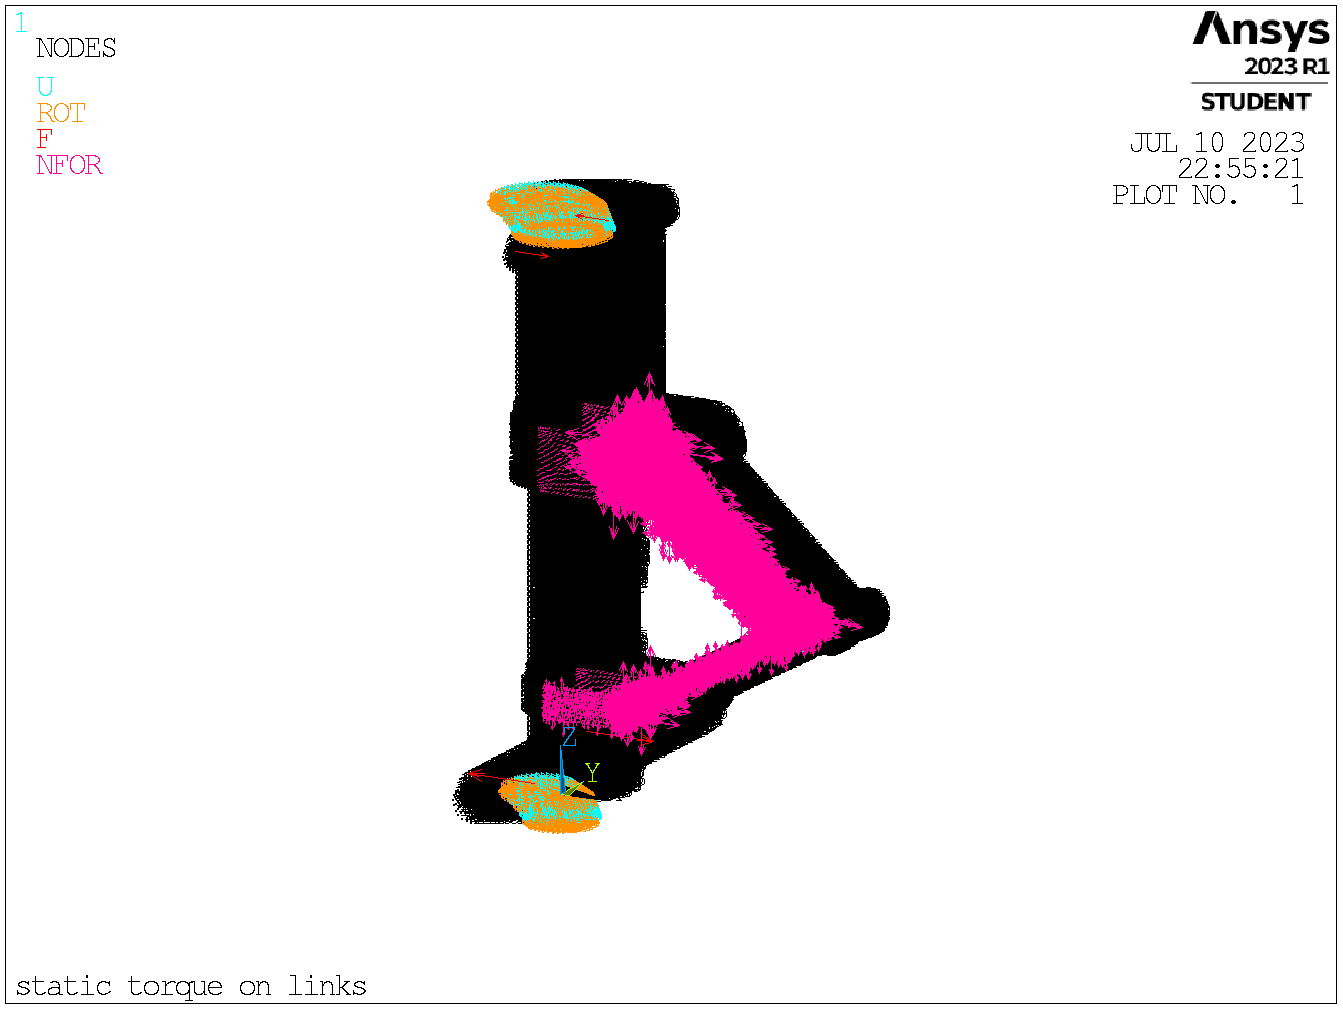 1
NODES
U
ROT
F
NFOR
Ansys
2023 R1
STUDENT
JUL 10 2023
22:55:21
PLOT NO. 1
Z
Y
static torque on links